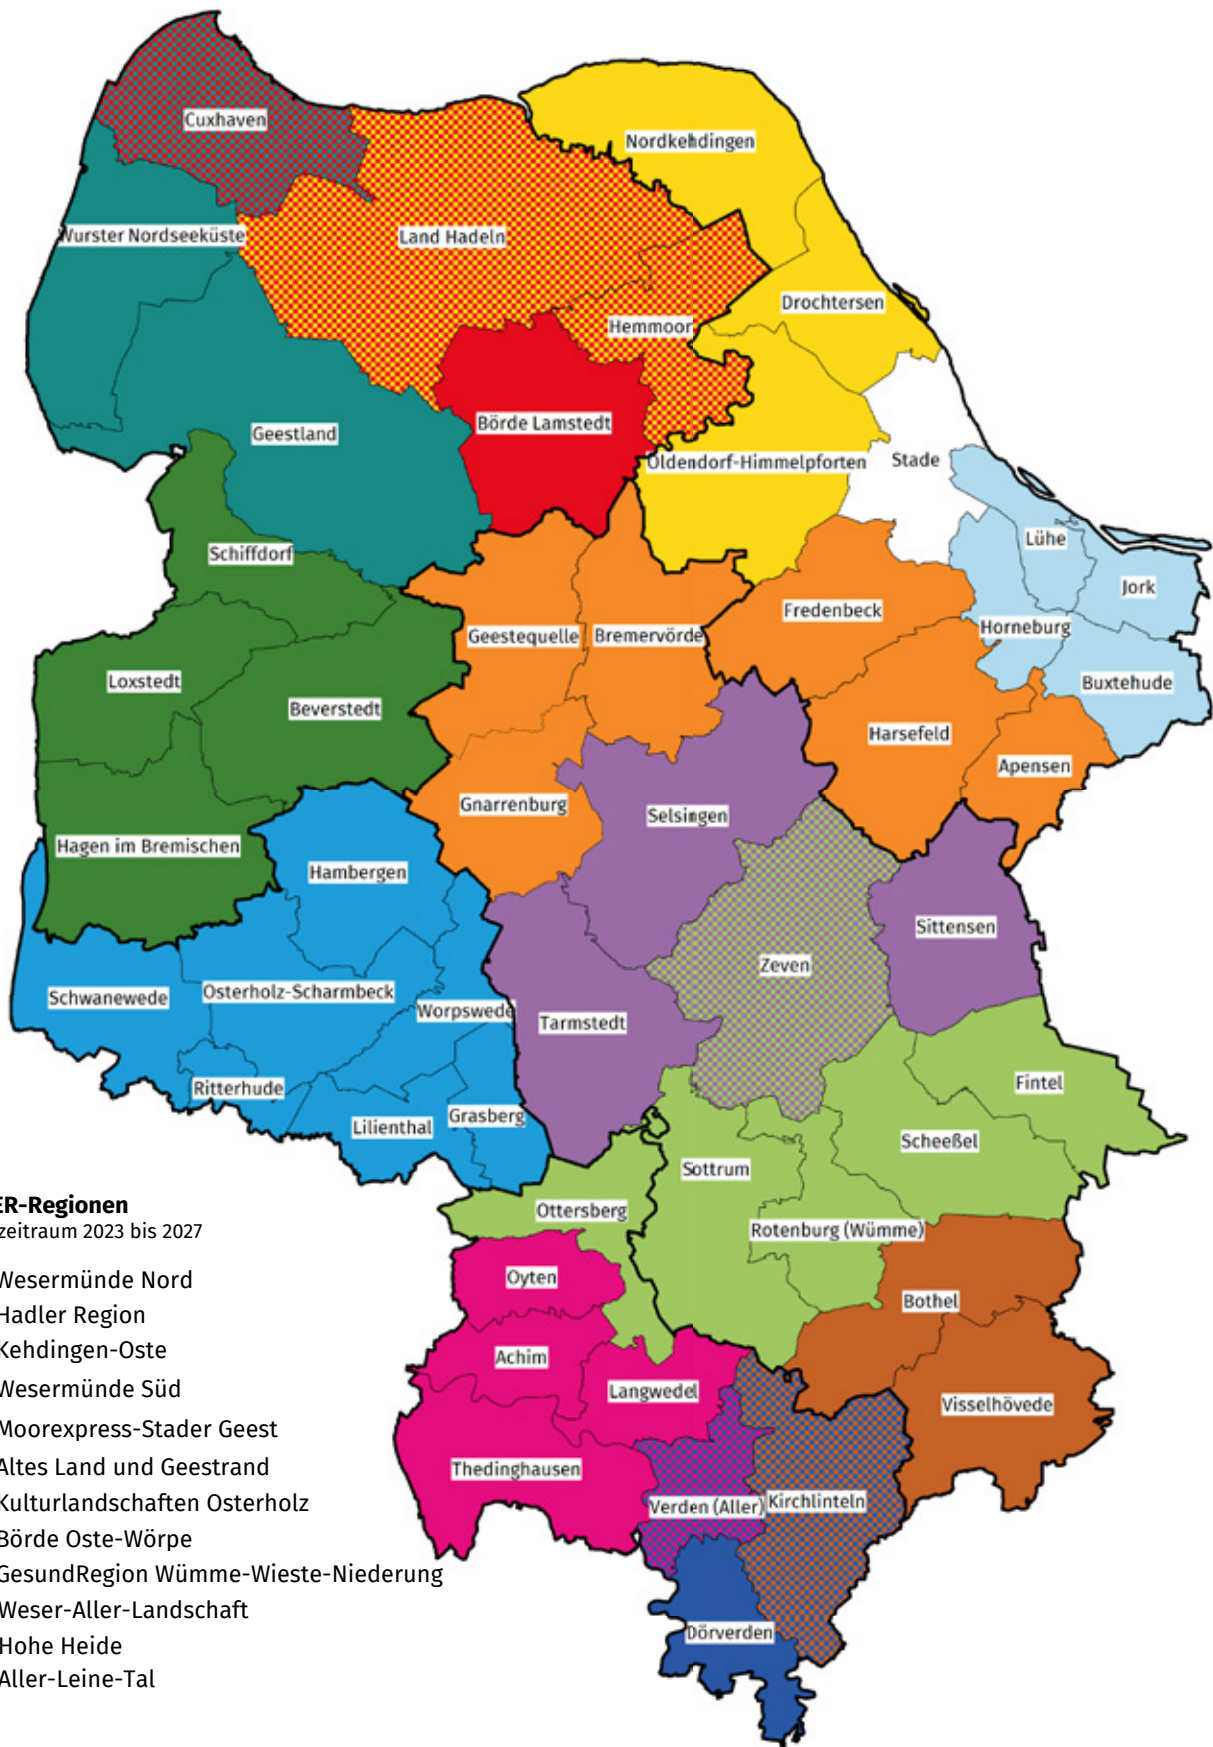 Cuxhaven
Nordkehdingen
Wurster Nordseeküste
Land Hadeln
Drochtersen
Hemmoor
Börde Lamstedt
Geestland
Oldendorf-Himmelpforten
Stade
Lühe
Schiffdorf
Jork
Fredenbeck
Horneburg
Geestequelle
Bremervörde
Loxstedt
Buxtehude
Beverstedt
Harsefeld
Apensen
Gnarrenburg
Selsingen
Hagen im Bremischen
Hambergen
Sittensen
Zeven
Schwanewede
Osterholz-Scharmbeck
Worpswede
Tarmstedt
Fintel
Ritterhude
Grasberg
Lilienthal
Scheeßel
Sottrum
Ottersberg
Rotenburg (Wümme)
Oyten
Bothel
Achim
Langwedel
Visselhövede
Thedinghausen
Verden (Aller)
Kirchlinteln
Dörverden
ER-Regionen
zeitraum 2023 bis 2027
Wesermünde Nord
Hadler Region
Kehdingen-Oste
Wesermünde Süd
Moorexpress-Stader Geest
Altes Land und Geestrand
Kulturlandschaften Osterholz
Börde Oste-Wörpe
GesundRegion Wümme-Wieste-Niederung
Weser-Aller-Landschaft
Hohe Heide
Aller-Leine-Tal